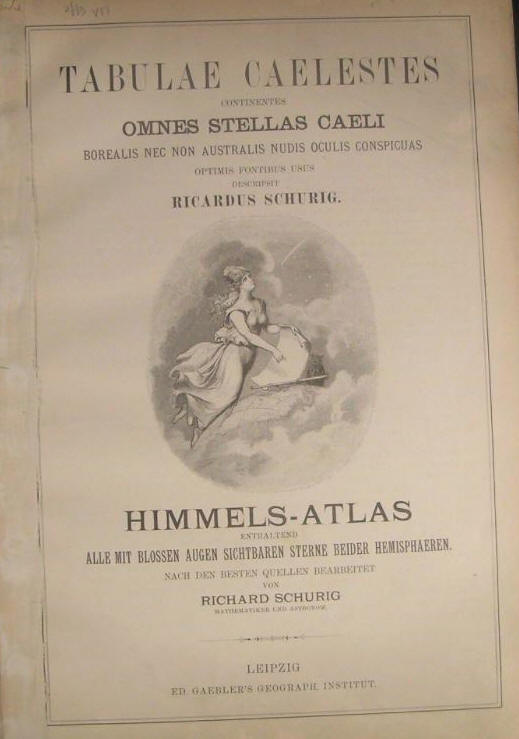 TABULAE CAELESTES
CONTINENTES
OMNES STELLAS CAELI
BOREALIS NEC NON AUSTRALIS NUDIS OCULIS CONSPICUAS
OPTIMIS FONTIBUS USUS
DESCRIPSIT
RICARDUS SCHURIG.
HIMMELS-ATLAS
ENTHALTEND
ALLE MIT BLOSSEN AUGEN SICHTBAREN STERNE BEIDER HEMISPHAEREN.
NACH DEN BESTEN QUELLEN BEARBEITET
VON
RICHARD SCHURIG
MATHEMATIKER UND ASTRONOM.
LEIPZIG
ED. GAEBLER'S GEOGRAPH. INSTITUT.